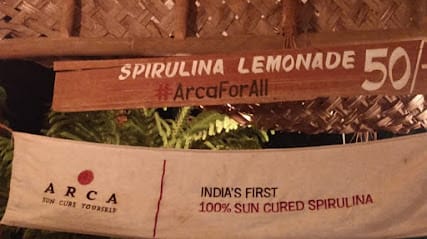 SPIRULINA LEMONADE 50/-
#ArcaForAll
ARCA
SUN CURE YOURSELF
INDIA'S FIRST
100% SUN CURED SPIRULINA